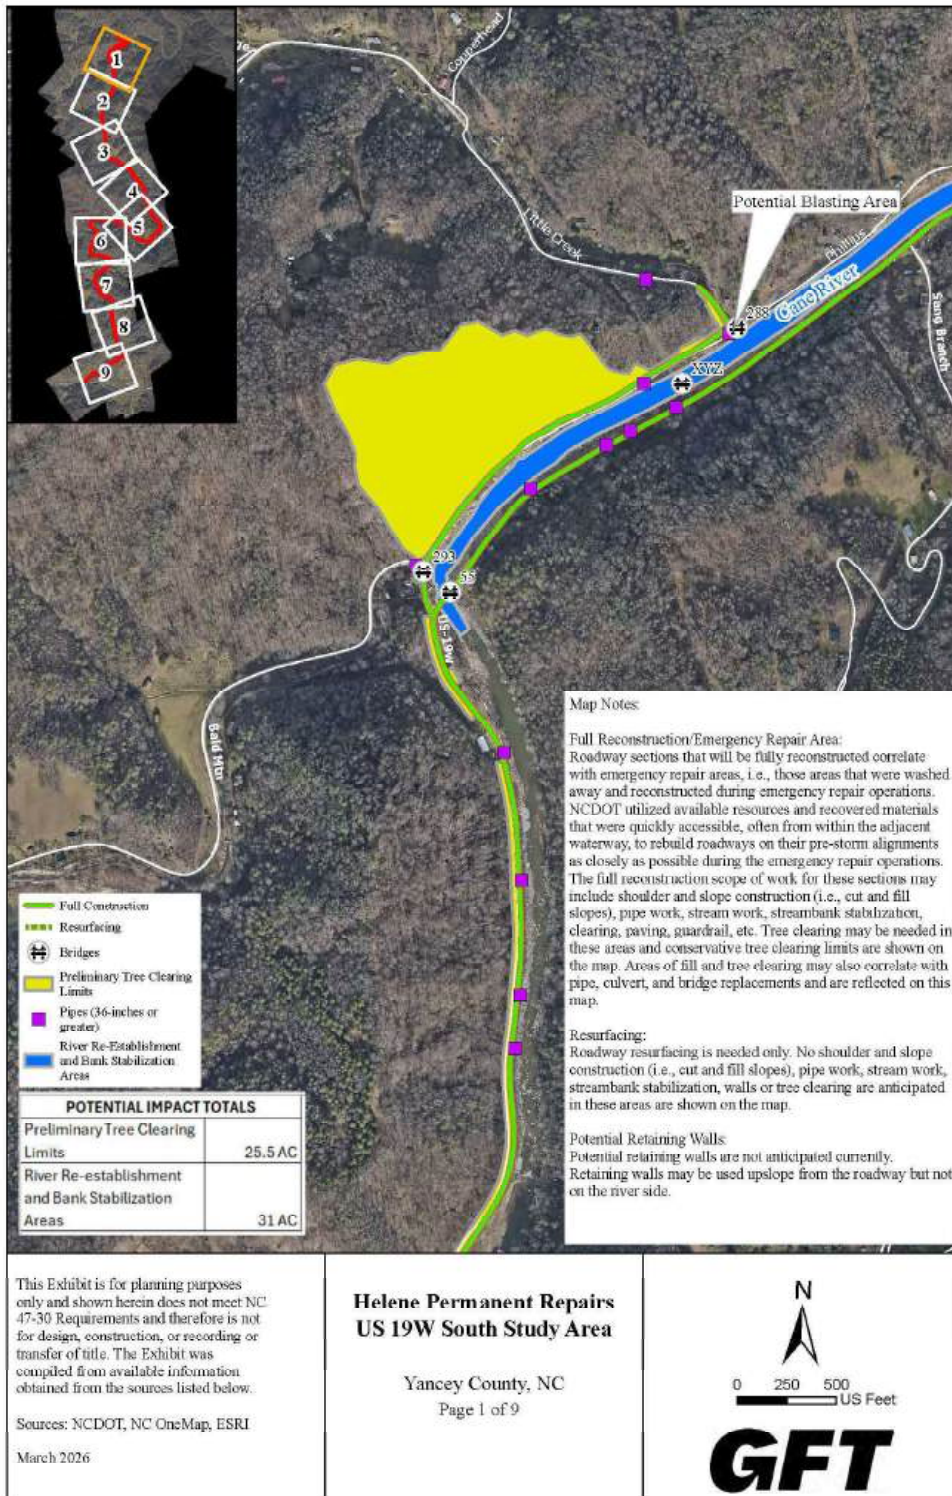 1
2
3
4
5
6
7
8
9
Copperhead
Little Creek
Potential Blasting Area
Phillips
Cane River
Sang Branch
288
XYZ
293
55
US-19W
Bald Mtn
Map Notes:
Full Reconstruction/Emergency Repair Area:
Roadway sections that will be fully reconstructed correlate
with emergency repair areas, i.e., those areas that were washed
away and reconstructed during emergency repair operations.
NCDOT utilized available resources and recovered materials
that were quickly accessible, often from within the adjacent
waterway, to rebuild roadways on their pre-storm alignments
as closely as possible during the emergency repair operations.
The full reconstruction scope of work for these sections may
include shoulder and slope construction (i.e., cut and fill
slopes), pipe work, stream work, streambank stabilization,
clearing, paving, guardrail, etc. Tree clearing may be needed in
these areas and conservative tree clearing limits are shown on
the map. Areas of fill and tree clearing may also correlate with
pipe, culvert, and bridge replacements and are reflected on this
map.
Resurfacing:
Roadway resurfacing is needed only. No shoulder and slope
construction (i.e., cut and fill slopes), pipe work, stream work,
streambank stabilization, walls or tree clearing are anticipated
in these areas are shown on the map.
Potential Retaining Walls:
Potential retaining walls are not anticipated currently.
Retaining walls may be used upslope from the roadway but not
on the river side.
Full Construction
Resurfacing
Bridges
Preliminary Tree Clearing
Limits
Pipes (36-inches or
greater)
River Re-Establishment
and Bank Stabilization
Areas
POTENTIAL IMPACT TOTALS
Preliminary Tree Clearing
Limits 25.5 AC
River Re-establishment
and Bank Stabilization
Areas 31 AC
This Exhibit is for planning purposes
only and shown herein does not meet NC
47-30 Requirements and therefore is not
for design, construction, or recording or
transfer of title. The Exhibit was
compiled from available information
obtained from the sources listed below.
Sources: NCDOT, NC OneMap, ESRI
March 2026
Helene Permanent Repairs
US 19W South Study Area
Yancey County, NC
Page 1 of 9
N
0 250 500
US Feet
GFT